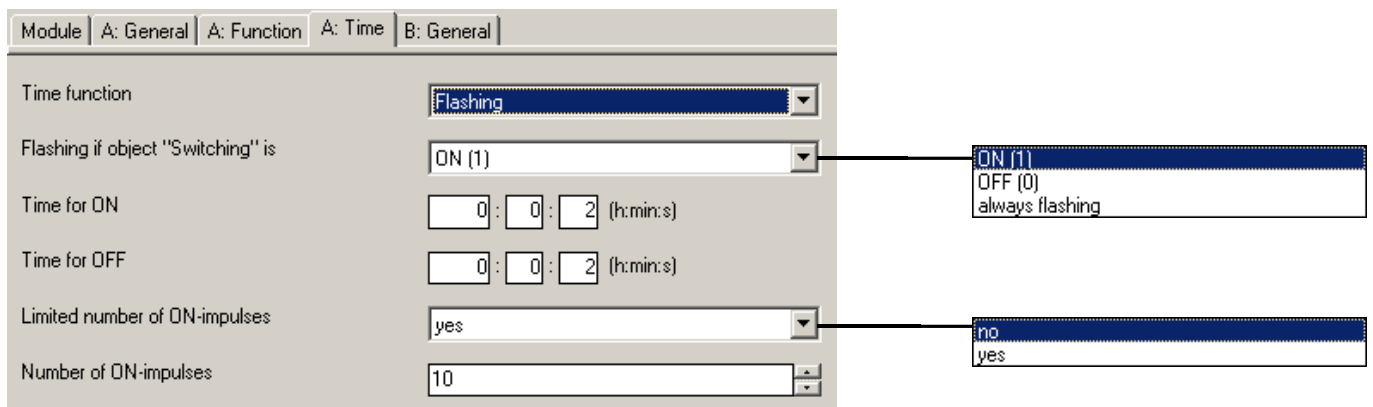 Module A: General A: Function A: Time B: General
Time function Flashing
Flashing if object "Switching" is ON (1)
ON (1)
OFF (0)
always flashing
Time for ON 0 : 0 : 2 (h:min:s)
Time for OFF 0 : 0 : 2 (h:min:s)
Limited number of ON-impulses yes
no
yes
Number of ON-impulses 10